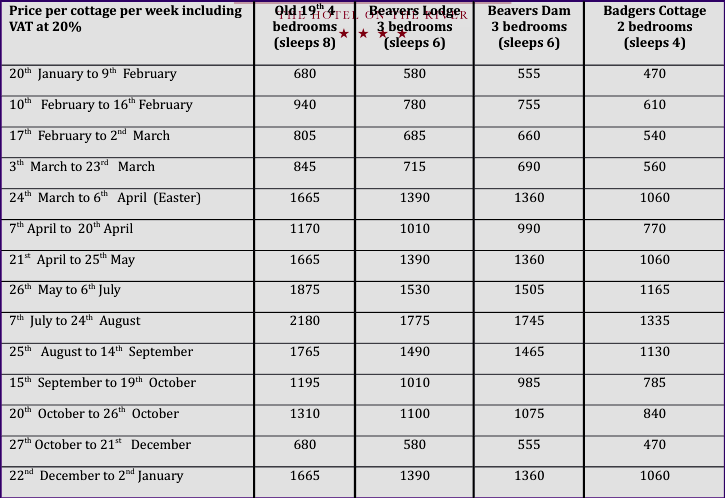 THE HOTEL ON THE RIVER
Price per cottage per week including VAT at 20% Old 19th 4 bedrooms (sleeps 8) Beavers Lodge 3 bedrooms (sleeps 6) Beavers Dam 3 bedrooms (sleeps 6) Badgers Cottage 2 bedrooms (sleeps 4)
20th January to 9th February 680 580 555 470
10th February to 16th February 940 780 755 610
17th February to 2nd March 805 685 660 540
3th March to 23rd March 845 715 690 560
24th March to 6th April (Easter) 1665 1390 1360 1060
7th April to 20th April 1170 1010 990 770
21st April to 25th May 1665 1390 1360 1060
26th May to 6th July 1875 1530 1505 1165
7th July to 24th August 2180 1775 1745 1335
25th August to 14th September 1765 1490 1465 1130
15th September to 19th October 1195 1010 985 785
20th October to 26th October 1310 1100 1075 840
27th October to 21st December 680 580 555 470
22nd December to 2nd January 1665 1390 1360 1060